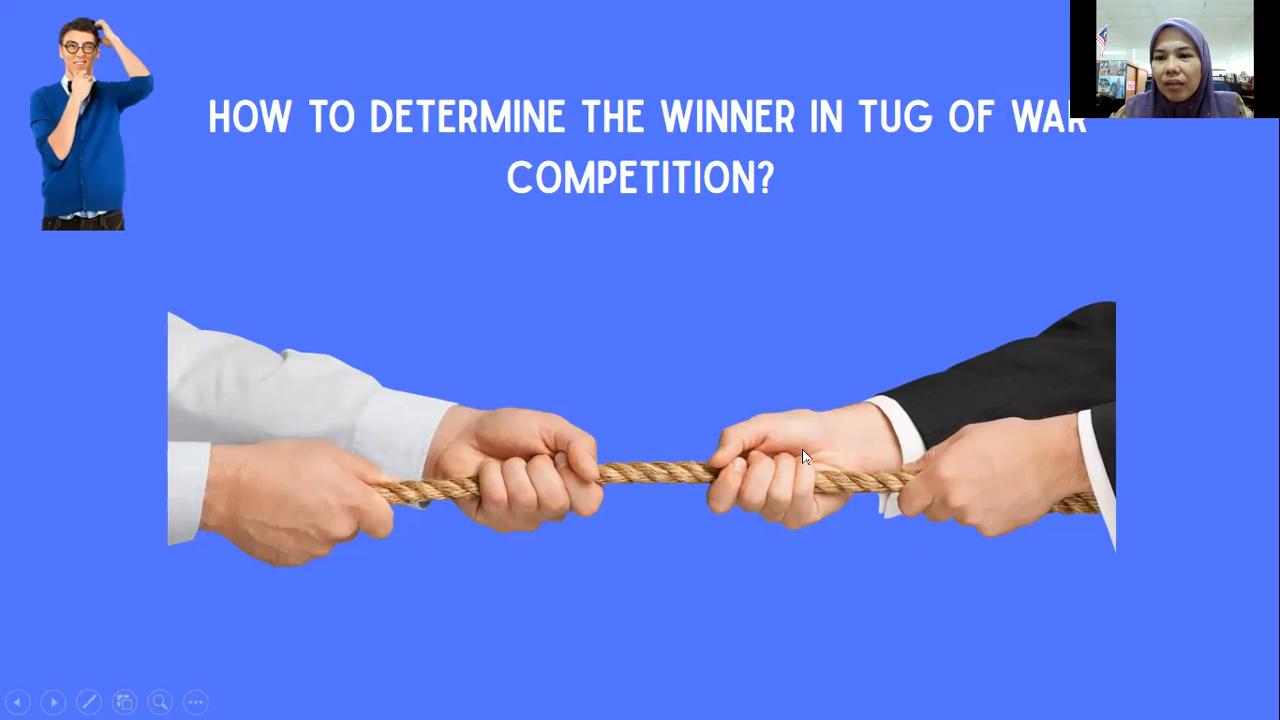 HOW TO DETERMINE THE WINNER IN TUG OF WAR
COMPETITION?